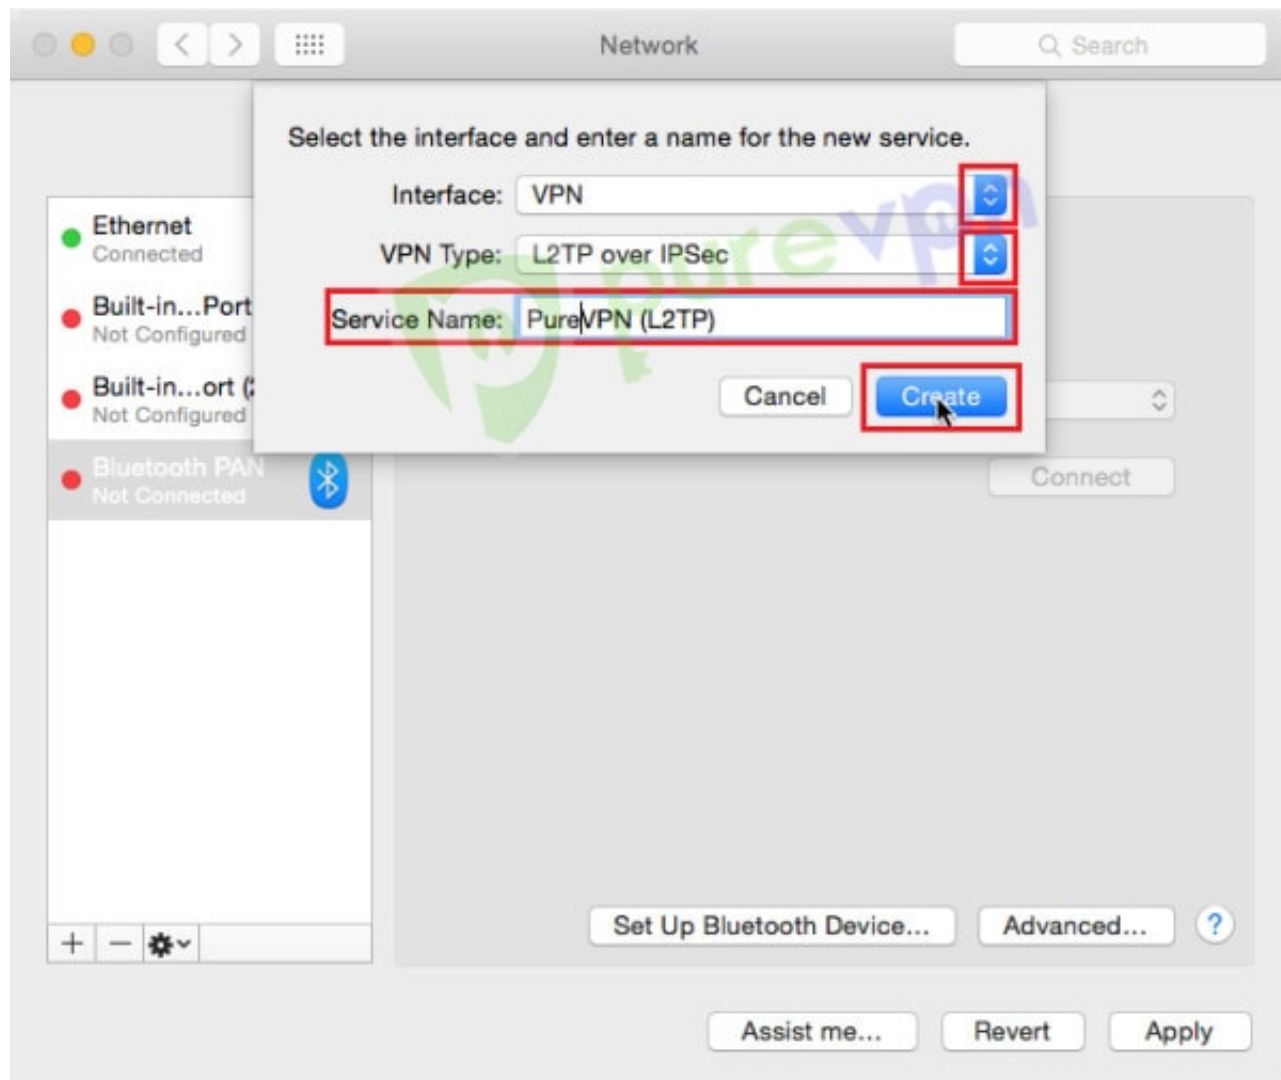 Network
Search
Select the interface and enter a name for the new service.
Interface: VPN
VPN Type: L2TP over IPSec
Service Name: PureVPN (L2TP)
Cancel
Create
purevpn
Ethernet
Connected
Built-in...Port
Not Configured
Built-in...ort (2
Not Configured
Bluetooth PAN
Not Connected
Connect
Set Up Bluetooth Device...
Advanced...
?
Assist me...
Revert
Apply